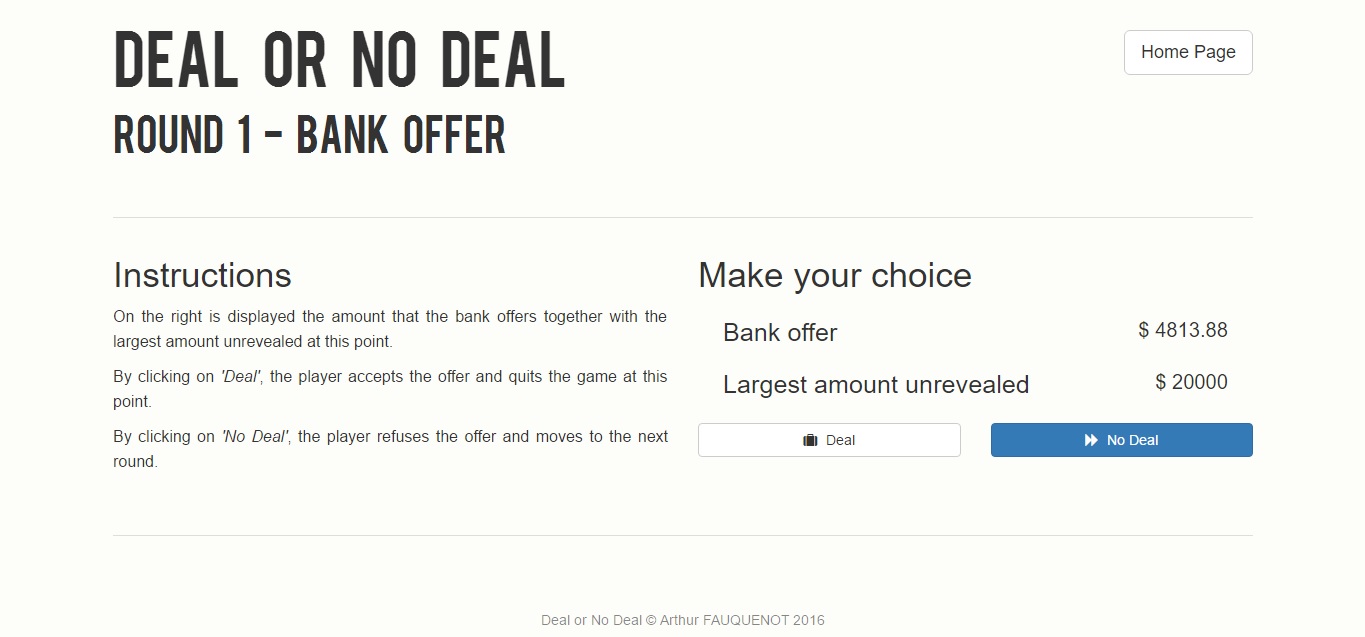 DEAL OR NO DEAL
Home Page
ROUND 1 - BANK OFFER
Instructions
On the right is displayed the amount that the bank offers together with the
largest amount unrevealed at this point.
By clicking on 'Deal', the player accepts the offer and quits the game at this
point.
By clicking on 'No Deal', the player refuses the offer and moves to the next
round.
Make your choice
Bank offer $ 4813.88
Largest amount unrevealed $ 20000
Deal
No Deal
Deal or No Deal © Arthur FAUQUENOT 2016